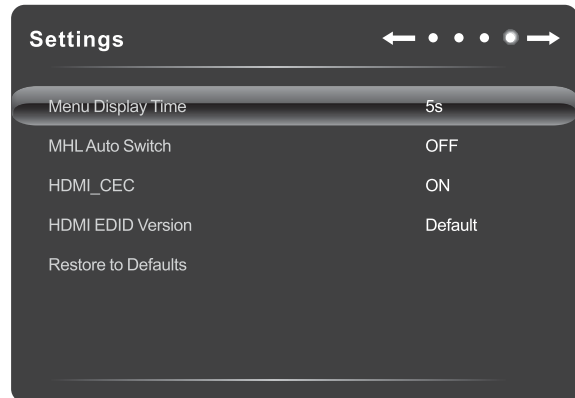 Settings
Menu Display Time 5s
MHL Auto Switch OFF
HDMI_CEC ON
HDMI EDID Version Default
Restore to Defaults